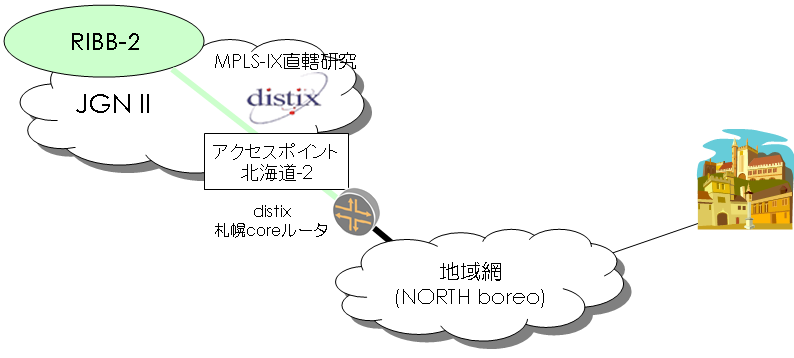 RIBB-2
MPLS-IX直轄研究
JGN II
distix
アクセスポイント
北海道-2
distix
札幌coreルータ
地域網
(NORTH boreo)